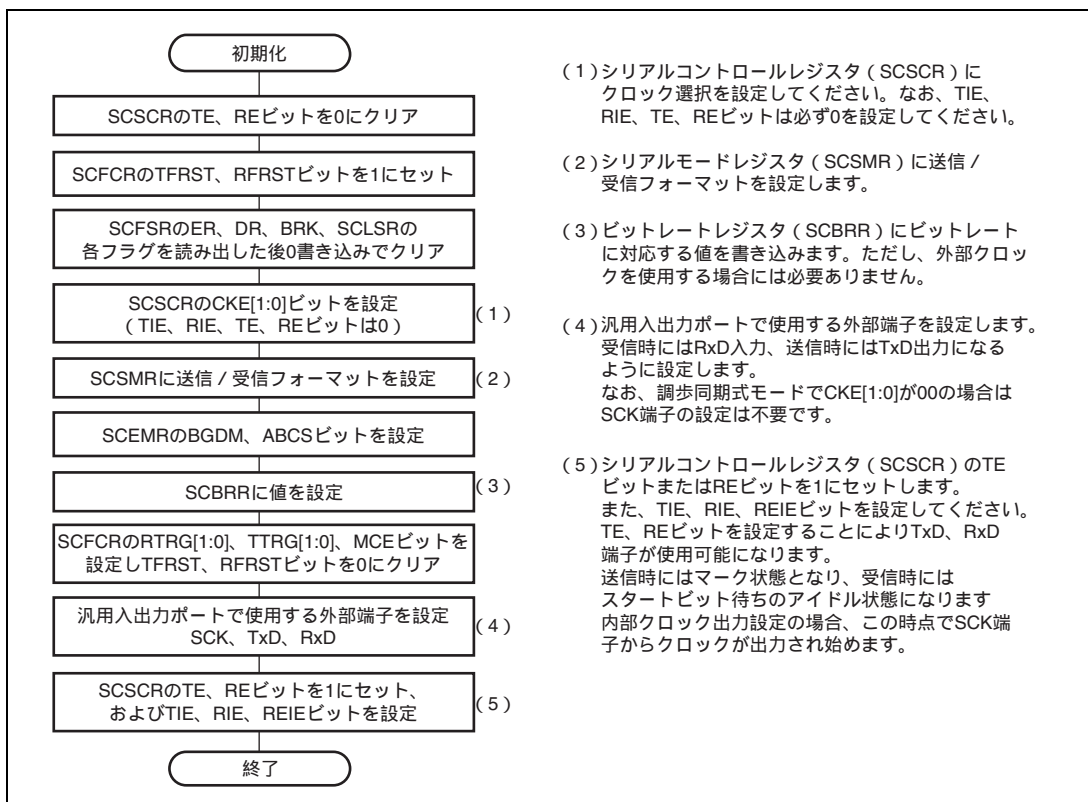 初期化
SCSCRのTE、REビットを0にクリア
SCFCRのTFRST、RFRSTビットを1にセット
SCFSRのER、DR、BRK、SCLSRの
各フラグを読み出した後0書き込みでクリア
SCSCRのCKE[1:0]ビットを設定
(TIE、RIE、TE、REビットは0)
(1)
SCSMRに送信/受信フォーマットを設定
(2)
SCEMRのBGDM、ABCSビットを設定
SCBRRに値を設定
(3)
SCFCRのRTRG[1:0]、TTRG[1:0]、MCEビットを
設定しTFRST、RFRSTビットを0にクリア
汎用入出力ポートで使用する外部端子を設定
SCK、TxD、RxD
(4)
SCSCRのTE、REビットを1にセット、
およびTIE、RIE、REIEビットを設定
(5)
終了
(1)シリアルコントロールレジスタ(SCSCR)に
クロック選択を設定してください。なお、TIE、
RIE、TE、REビットは必ず0を設定してください。
(2)シリアルモードレジスタ(SCSMR)に送信/
受信フォーマットを設定します。
(3)ビットレートレジスタ(SCBRR)にビットレート
に対応する値を書き込みます。ただし、外部クロッ
クを使用する場合には必要ありません。
(4)汎用入出力ポートで使用する外部端子を設定します。
受信時にはRxD入力、送信時にはTxD出力になる
ように設定します。
なお、調歩同期式モードでCKE[1:0]が00の場合は
SCK端子の設定は不要です。
(5)シリアルコントロールレジスタ(SCSCR)のTE
ビットまたはREビットを1にセットします。
また、TIE、RIE、REIEビットを設定してください。
TE、REビットを設定することによりTxD、RxD
端子が使用可能になります。
送信時にはマーク状態となり、受信時には
スタートビット待ちのアイドル状態になります
内部クロック出力設定の場合、この時点でSCK端
子からクロックが出力され始めます。